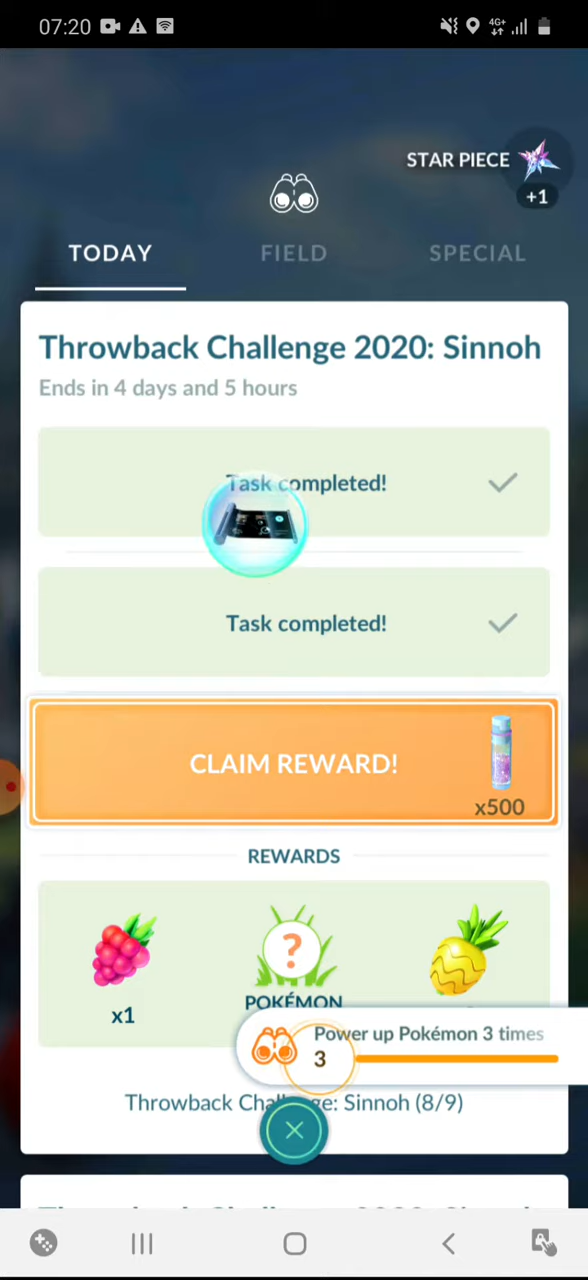 07:20
4G+
STAR PIECE
+1
TODAY
FIELD
SPECIAL
Throwback Challenge 2020: Sinnoh
Ends in 4 days and 5 hours
Task completed!
Task completed!
CLAIM REWARD!
x500
REWARDS
?
x1
POKÉMON
Power up Pokémon 3 times
3
Throwback Challenge: Sinnoh (8/9)